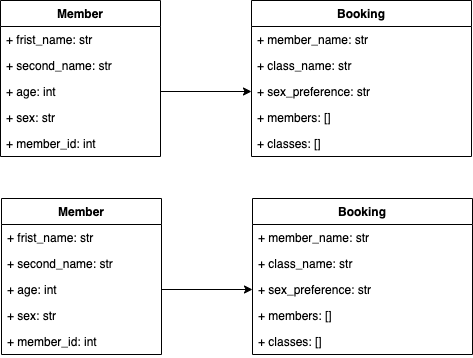 Member
+ frist_name: str
+ second_name: str
+ age: int
+ sex: str
+ member_id: int
Booking
+ member_name: str
+ class_name: str
+ sex_preference: str
+ members: []
+ classes: []
Member
+ frist_name: str
+ second_name: str
+ age: int
+ sex: str
+ member_id: int
Booking
+ member_name: str
+ class_name: str
+ sex_preference: str
+ members: []
+ classes: []